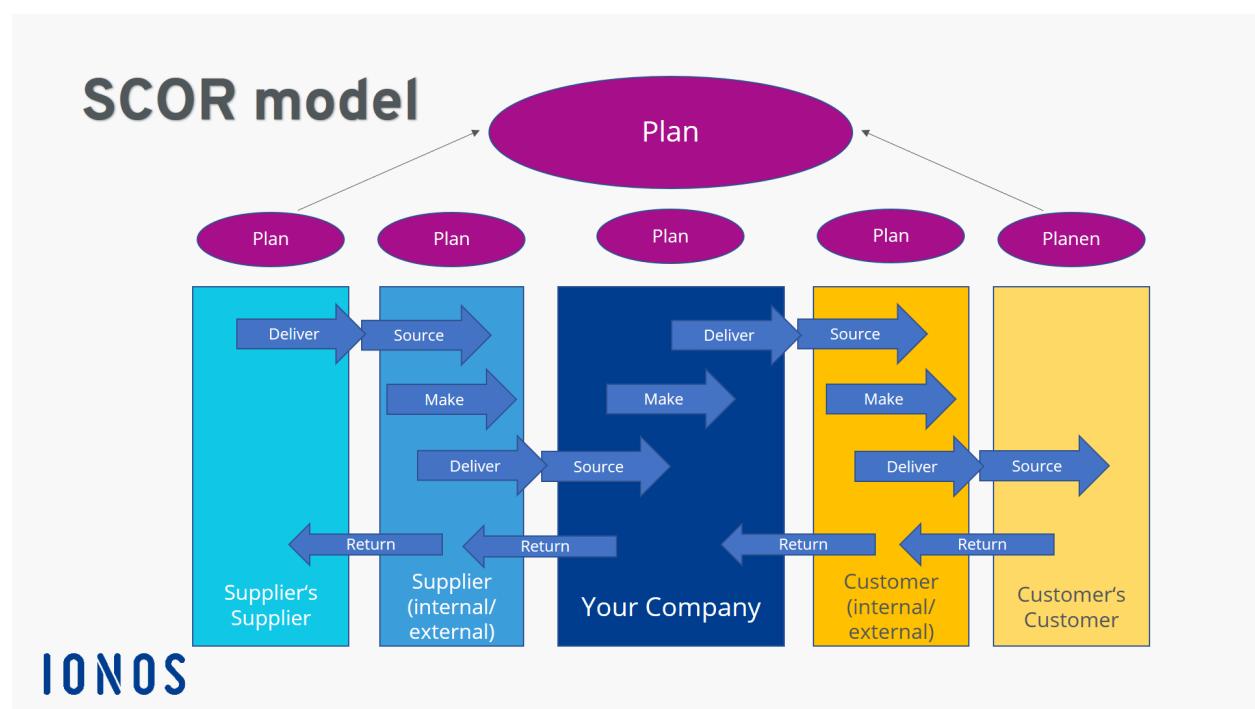 SCOR model
Plan
Plan
Plan
Plan
Plan
Planen
Deliver
Source
Deliver
Source
Make
Make
Make
Deliver
Source
Deliver
Source
Return
Return
Return
Return
Supplier‘s
Supplier
Supplier
(internal/
external)
Your Company
Customer
(internal/
external)
Customer‘s
Customer
IONOS